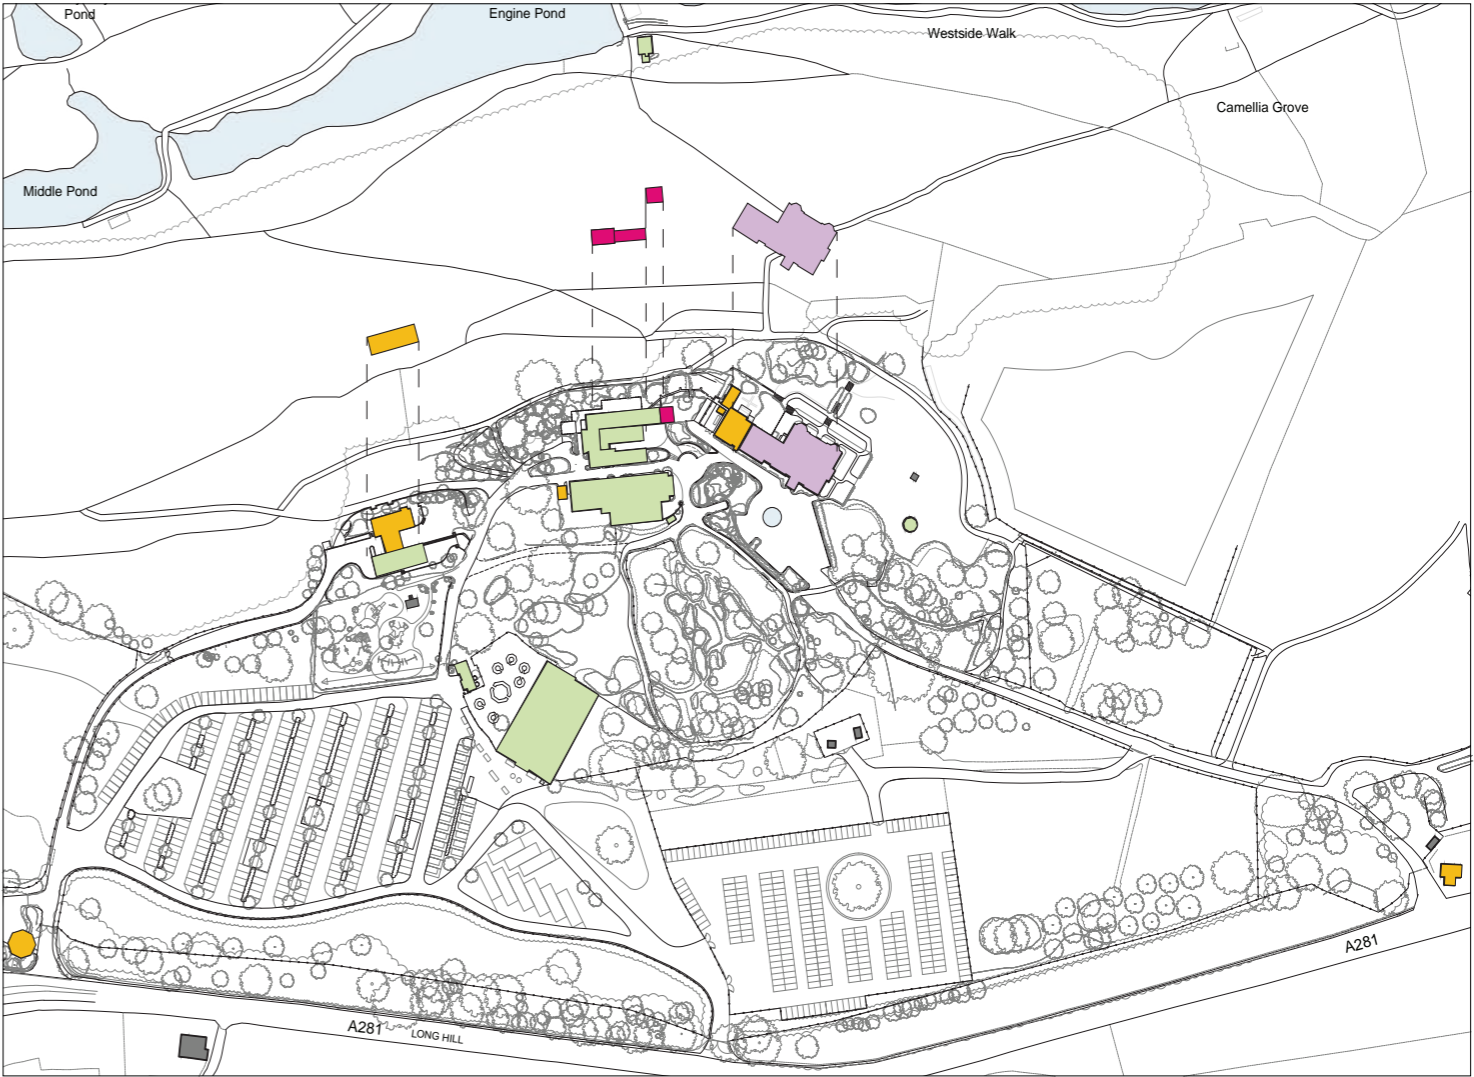 Pond
Engine Pond
Westside Walk
Camellia Grove
Middle Pond
A281
A281
LONG HILL